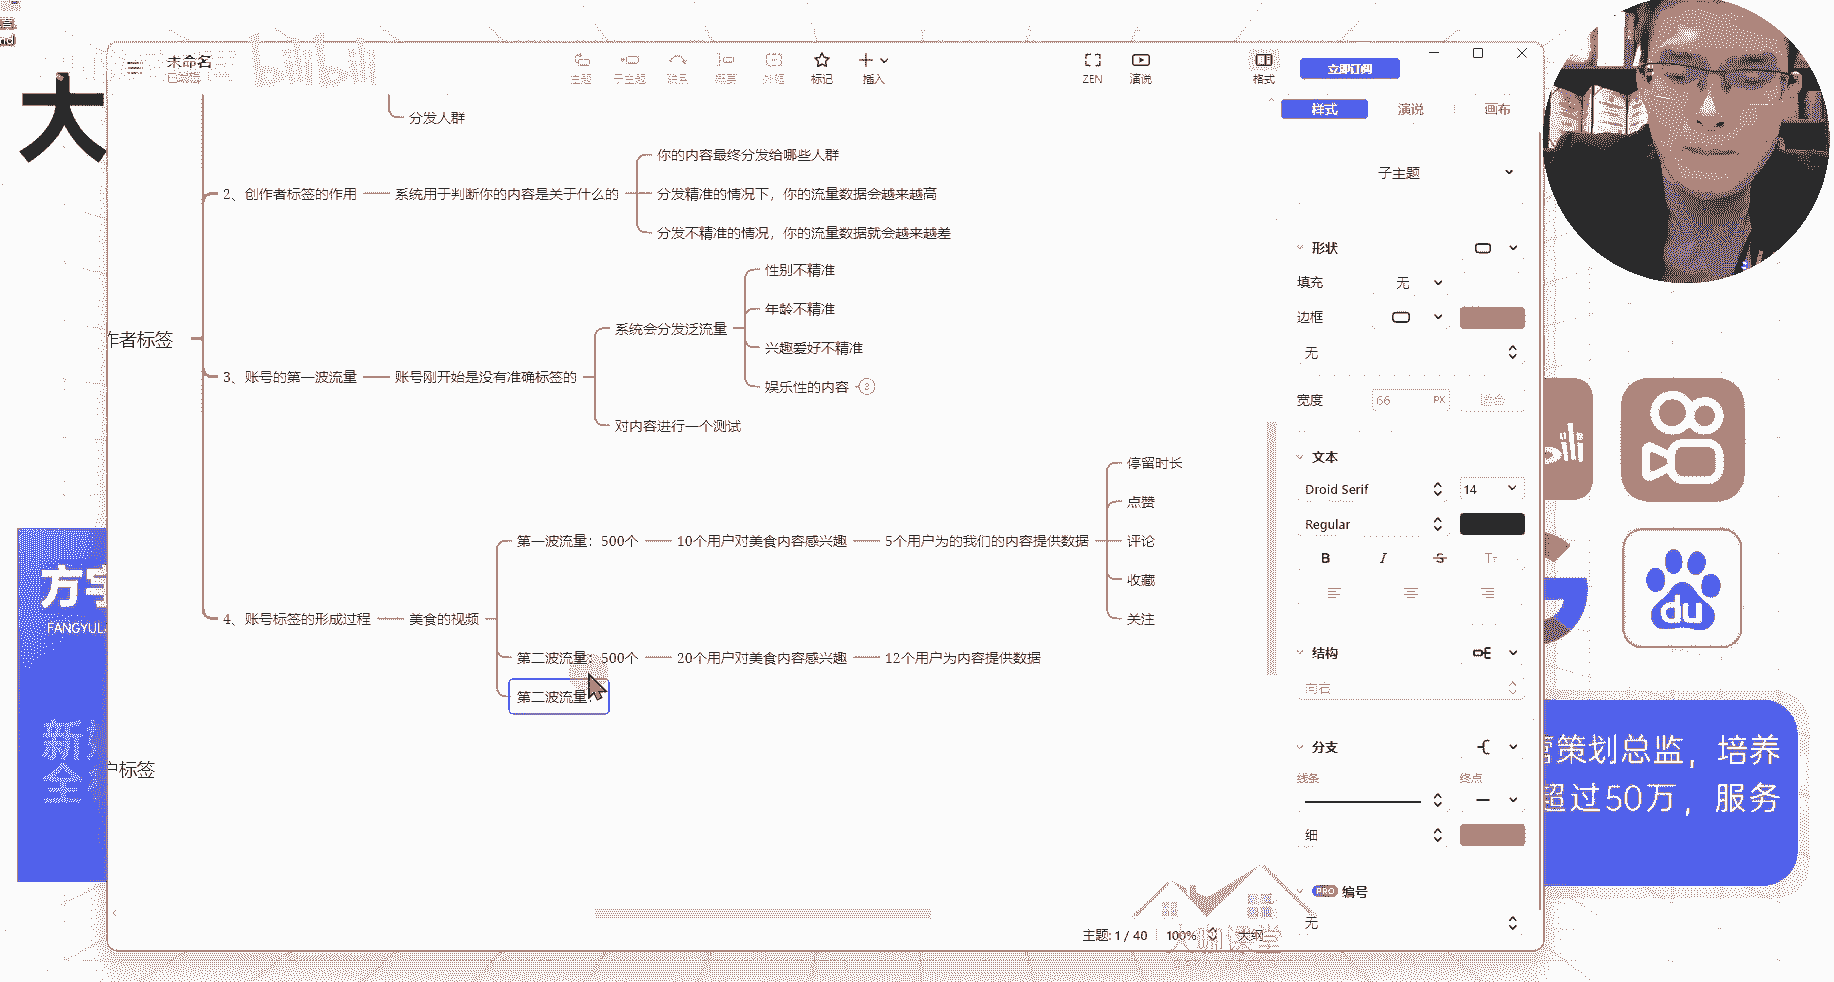 nd
大
bilibili
未命名
已编辑
主题
子主题
联系
概要
外框
标记
插入
ZEN
演说
格式
立即订阅
样式
演说
画布
分发人群
你的内容最终分发给哪些人群
2、创作者标签的作用
系统用于判断你的内容是关于什么的
分发精准的情况下，你的流量数据会越来越高
分发不精准的情况，你的流量数据就会越来越差
性别不精准
年龄不精准
系统会分发泛流量
作者标签
兴趣爱好不精准
3、账号的第一波流量
账号刚开始是没有准确标签的
娱乐性的内容
对内容进行一个测试
停留时长
点赞
第一波流量：500个
10个用户对美食内容感兴趣
5个用户为的我们的内容提供数据
评论
收藏
4、账号标签的形成过程
美食的视频
关注
第二波流量：500个
20个用户对美食内容感兴趣
12个用户为内容提供数据
第二波流量：
户标签
子主题
形状
填充
无
边框
无
宽度
66
PX
文本
Droid Serif
14
Regular
B
I
S
Tт
结构
向右
分支
线条
终点
细
PRO
编号
无
主题: 1 / 40
100%
大纲
大咖课堂
方宇
FANGYUL
新
全
bili
du
营策划总监，培养
超过50万，服务